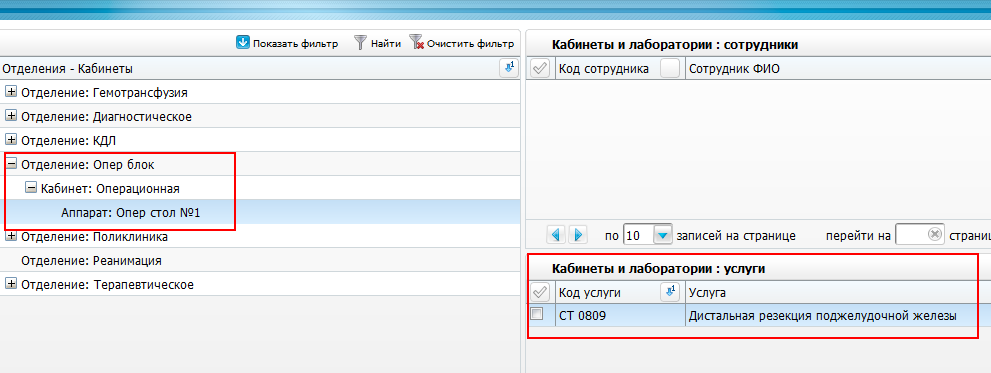 Показать фильтр Найти Очистить фильтр
Отделения - Кабинеты
Отделение: Гемотрансфузия
Отделение: Диагностическое
Отделение: КДЛ
Отделение: Опер блок
Кабинет: Операционная
Аппарат: Опер стол №1
Отделение: Поликлиника
Отделение: Реанимация
Отделение: Терапевтическое
Кабинеты и лаборатории : сотрудники
Код сотрудника Сотрудник ФИО
по 10 записей на странице перейти на страниц
Кабинеты и лаборатории : услуги
Код услуги Услуга
СТ 0809 Дистальная резекция поджелудочной железы